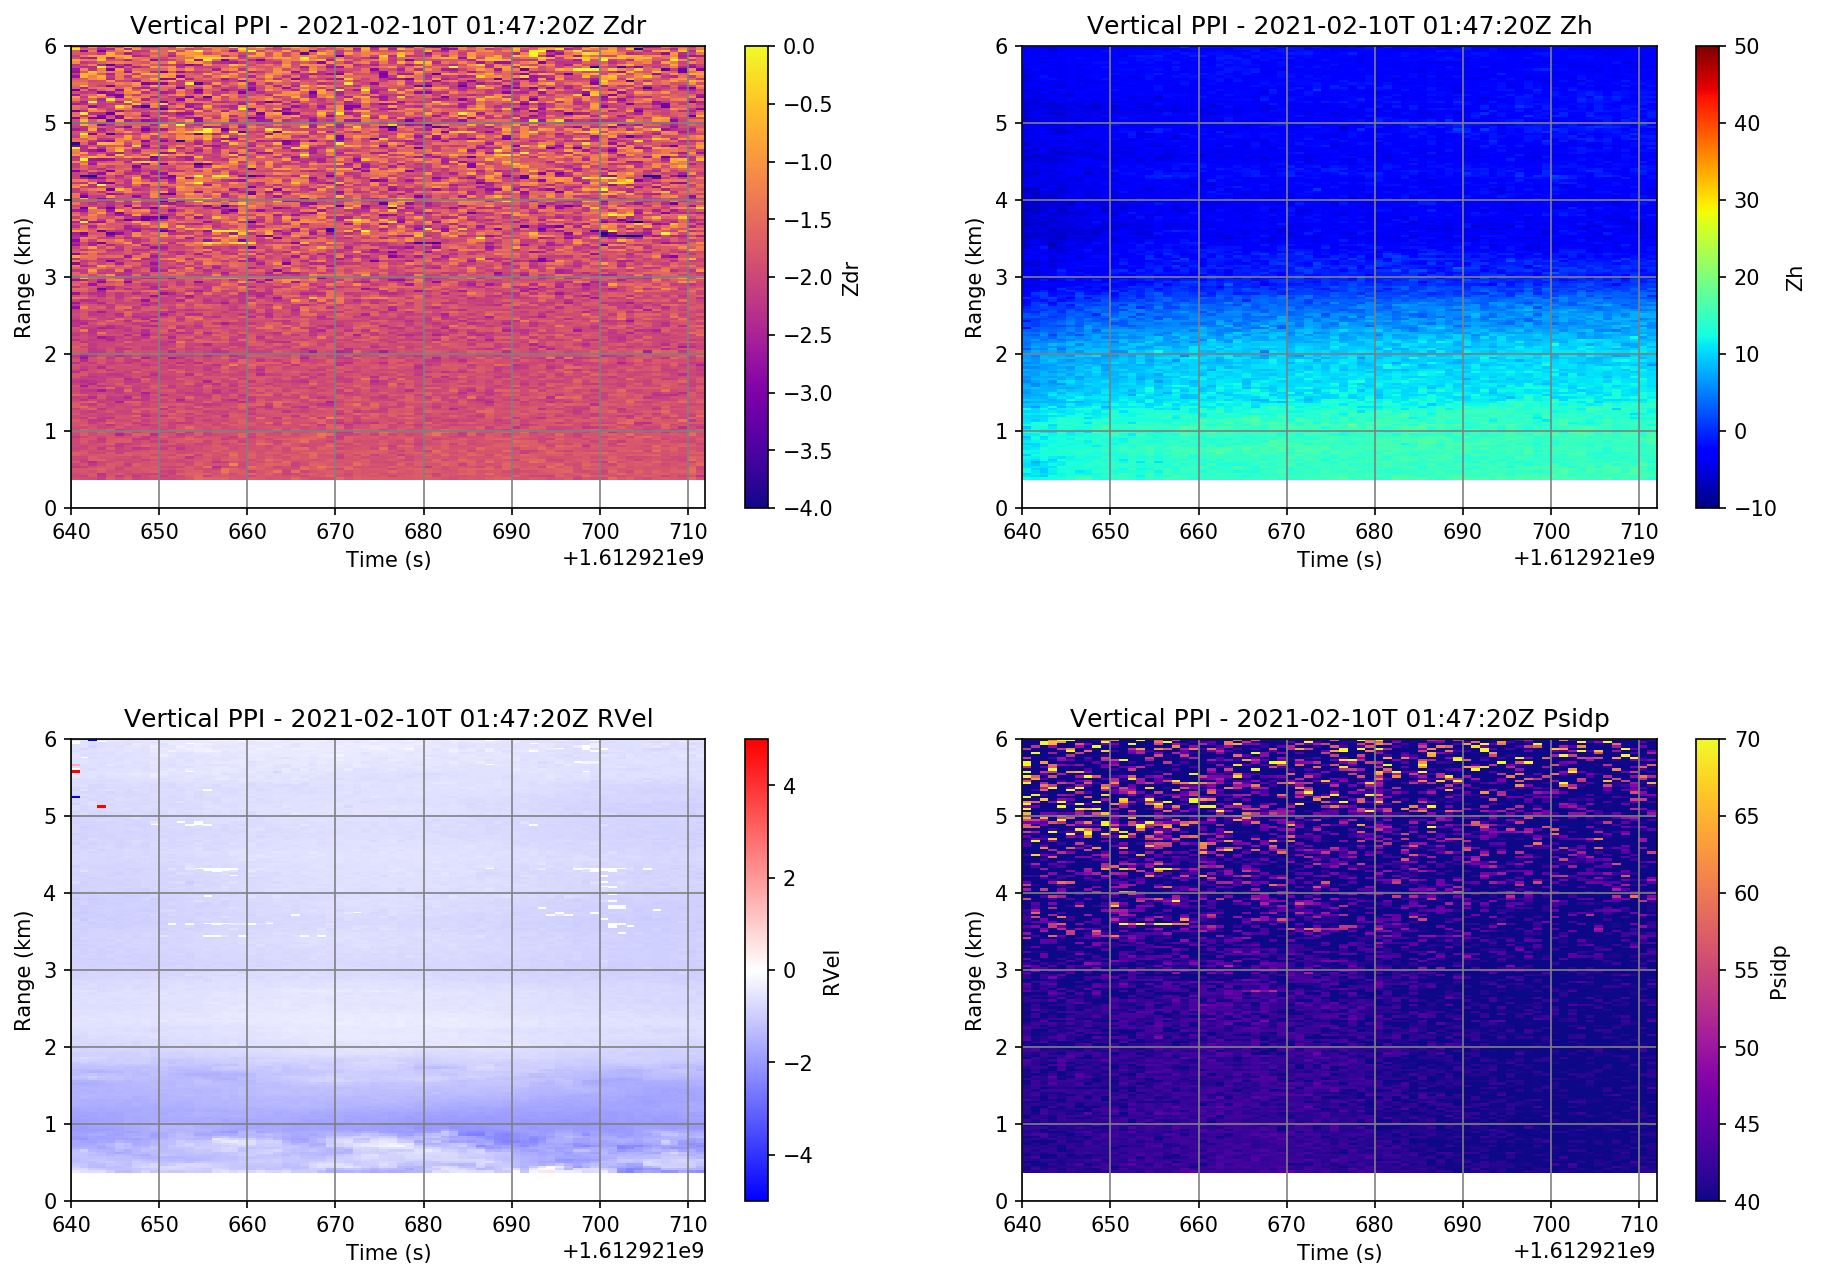 Vertical PPI - 2021-02-10T 01:47:20Z Zdr
6
5
4
3
2
1
0
Range (km)
640 650 660 670 680 690 700 710
Time (s)
+1.612921e9
0.0
−0.5
−1.0
−1.5
−2.0
−2.5
−3.0
−3.5
−4.0
Zdr
Vertical PPI - 2021-02-10T 01:47:20Z Zh
6
5
4
3
2
1
0
Range (km)
640 650 660 670 680 690 700 710
Time (s)
+1.612921e9
50
40
30
20
10
0
−10
Zh
Vertical PPI - 2021-02-10T 01:47:20Z RVel
6
5
4
3
2
1
0
Range (km)
640 650 660 670 680 690 700 710
Time (s)
+1.612921e9
4
2
0
−2
−4
RVel
Vertical PPI - 2021-02-10T 01:47:20Z Psidp
6
5
4
3
2
1
0
Range (km)
640 650 660 670 680 690 700 710
Time (s)
+1.612921e9
70
65
60
55
50
45
40
Psidp